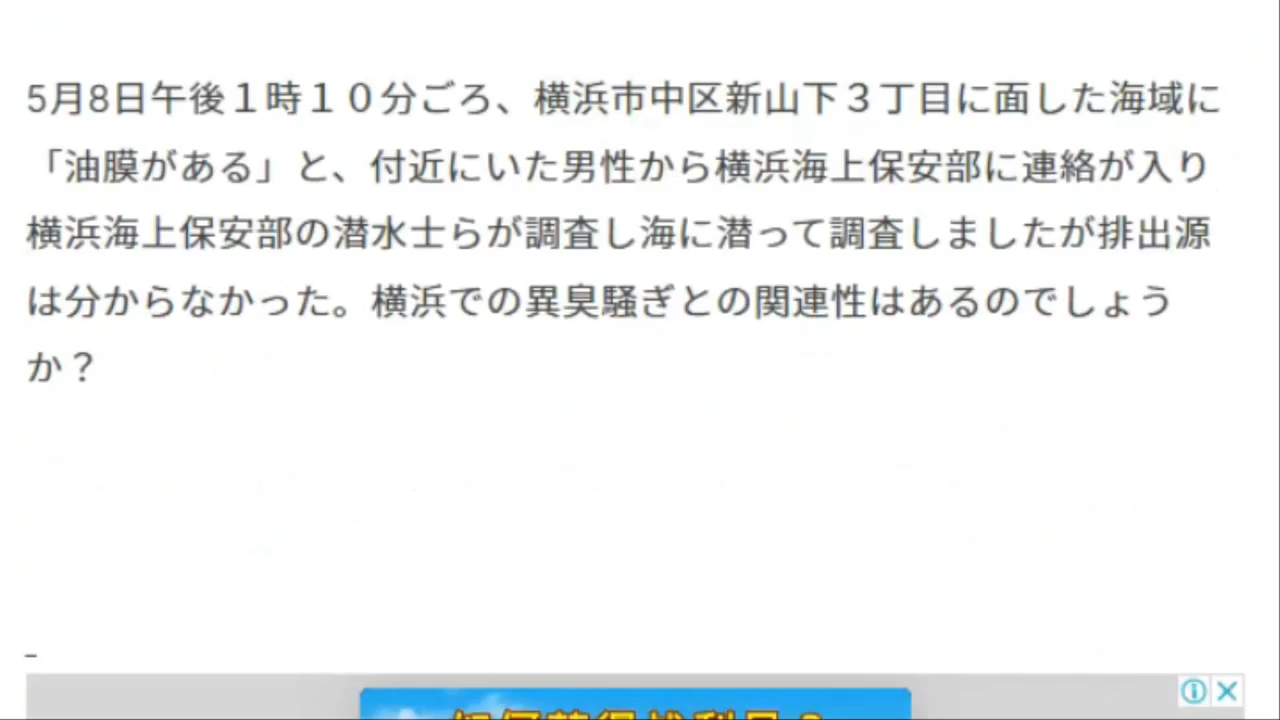 5月8日午後１時１０分ごろ、横浜市中区新山下３丁目に面した海域に
「油膜がある」と、付近にいた男性から横浜海上保安部に連絡が入り
横浜海上保安部の潜水士らが調査し海に潜って調査しましたが排出源
は分からなかった。横浜での異臭騒ぎとの関連性はあるのでしょう
か？
–